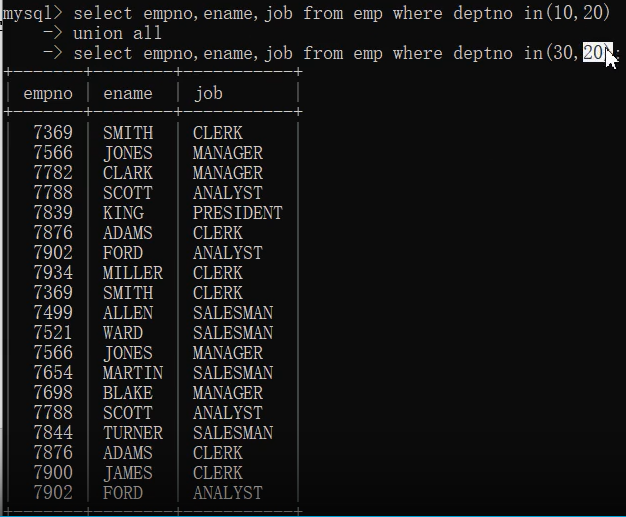 mysql> select empno,ename,job from emp where deptno in(10,20)
-> union all
-> select empno,ename,job from emp where deptno in(30,20);
+-------+--------+-----------+
| empno | ename | job |
+-------+--------+-----------+
| 7369 | SMITH | CLERK |
| 7566 | JONES | MANAGER |
| 7782 | CLARK | MANAGER |
| 7788 | SCOTT | ANALYST |
| 7839 | KING | PRESIDENT |
| 7876 | ADAMS | CLERK |
| 7902 | FORD | ANALYST |
| 7934 | MILLER | CLERK |
| 7369 | SMITH | CLERK |
| 7499 | ALLEN | SALESMAN |
| 7521 | WARD | SALESMAN |
| 7566 | JONES | MANAGER |
| 7654 | MARTIN | SALESMAN |
| 7698 | BLAKE | MANAGER |
| 7788 | SCOTT | ANALYST |
| 7844 | TURNER | SALESMAN |
| 7876 | ADAMS | CLERK |
| 7900 | JAMES | CLERK |
| 7902 | FORD | ANALYST |
+-------+--------+-----------+